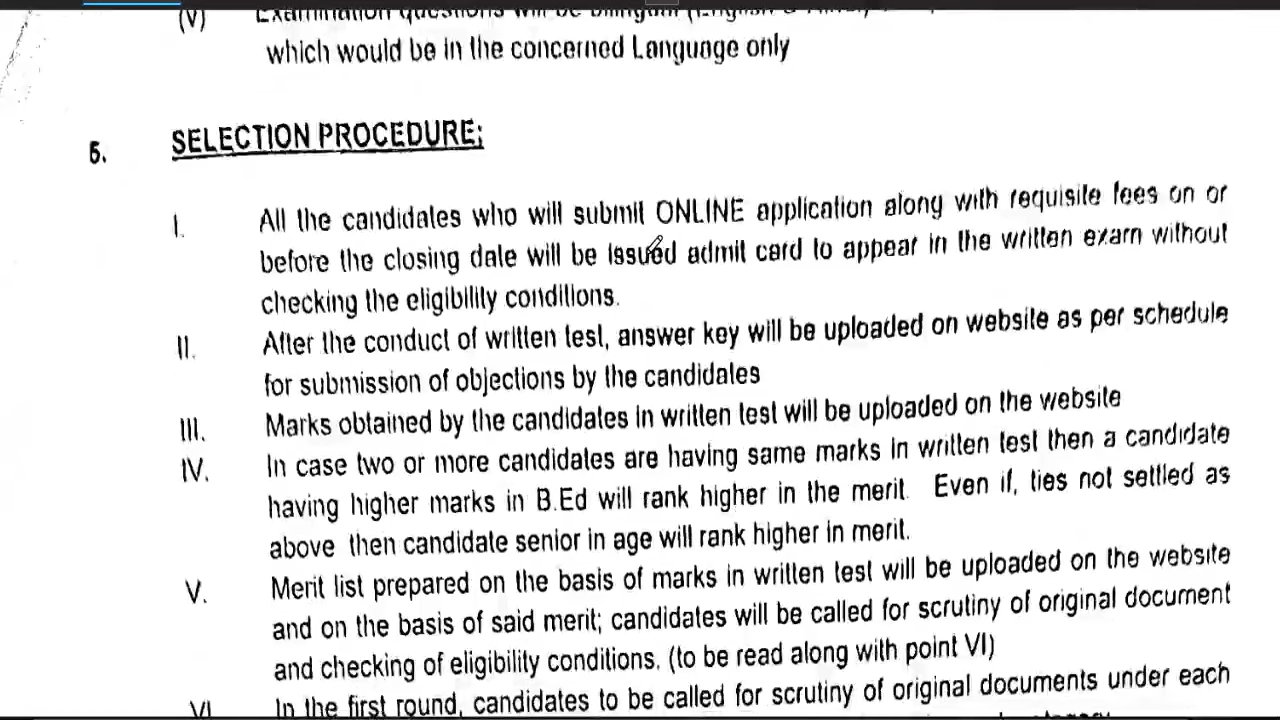 (v) Examination questions will be bilingual (English &
which would be in the concerned Language only
5. SELECTION PROCEDURE:
I. All the candidates who will submit ONLINE application along with requisite fees on or
before the closing date will be issued admit card to appear in the written exam without
checking the eligibility conditions.
II. After the conduct of written test, answer key will be uploaded on website as per schedule
for submission of objections by the candidates
III. Marks obtained by the candidates in written test will be uploaded on the website
IV. In case two or more candidates are having same marks in written test then a candidate
having higher marks in B.Ed will rank higher in the merit. Even if, ties not settled as
above then candidate senior in age will rank higher in merit.
V. Merit list prepared on the basis of marks in written test will be uploaded on the website
and on the basis of said merit; candidates will be called for scrutiny of original document
and checking of eligibility conditions. (to be read along with point VI)
VI In the first round, candidates to be called for scrutiny of original documents under each